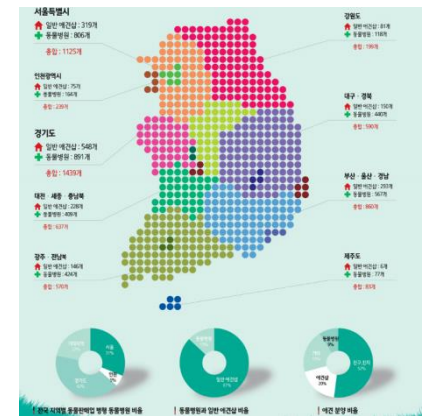 서울특별시
일반 애견샵 : 319개
동물병원 : 806개
총합 : 1125개
인천광역시
일반 애견샵 : 75개
동물병원 : 164개
총합 : 239개
경기도
일반 애견샵 : 548개
동물병원 : 891개
총합 : 1439개
대전 · 세종 · 충남북
일반 애견샵 : 228개
동물병원 : 409개
총합 : 637개
광주 · 전남북
일반 애견샵 : 146개
동물병원 : 424개
총합 : 570개
강원도
일반 애견샵 : 81개
동물병원 : 118개
총합 : 199개
대구 · 경북
일반 애견샵 : 150개
동물병원 : 446개
총합 : 596개
부산 · 울산 · 경남
일반 애견샵 : 293개
동물병원 : 567개
총합 : 860개
제주도
일반 애견샵 : 6개
동물병원 : 77개
총합 : 83개
서울
인천
동물병원
일반 애견샵
동물병원
친구 친척
애견샵
전국 지역별 동물판매업 병행 동물병원 비율
동물병원과 일반 애견샵 비율
애견 분양 비율